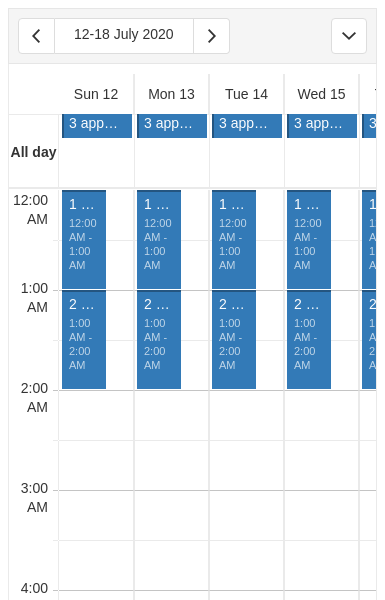 12-18 July 2020
Sun 12 Mon 13 Tue 14 Wed 15
3 app… 3 app… 3 app… 3 app… 3
All day
12:00 AM
1 … 1 … 1 … 1 … 1
12:00 12:00 12:00 12:00
AM - AM - AM - AM -
1:00 1:00 1:00 1:00
AM AM AM AM
1:00 AM
2 … 2 … 2 … 2 … 2
1:00 1:00 1:00 1:00
AM - AM - AM - AM -
2:00 2:00 2:00 2:00
AM AM AM AM
2:00 AM
3:00 AM
4:00